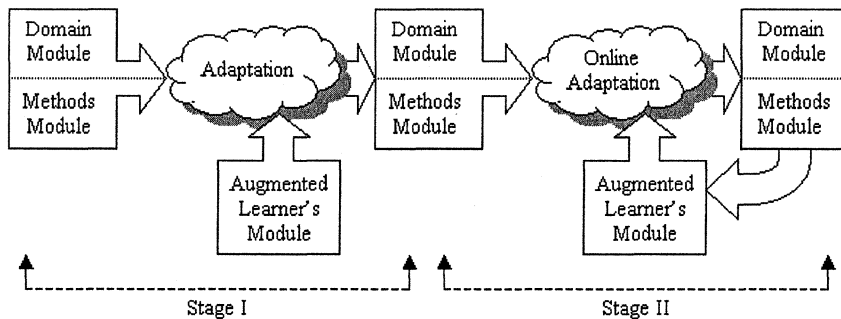 Domain
Module
Methods
Module
Adaptation
Augmented
Learner's
Module
Domain
Module
Methods
Module
Online
Adaptation
Augmented
Learner's
Module
Domain
Module
Methods
Module
Stage I
Stage II